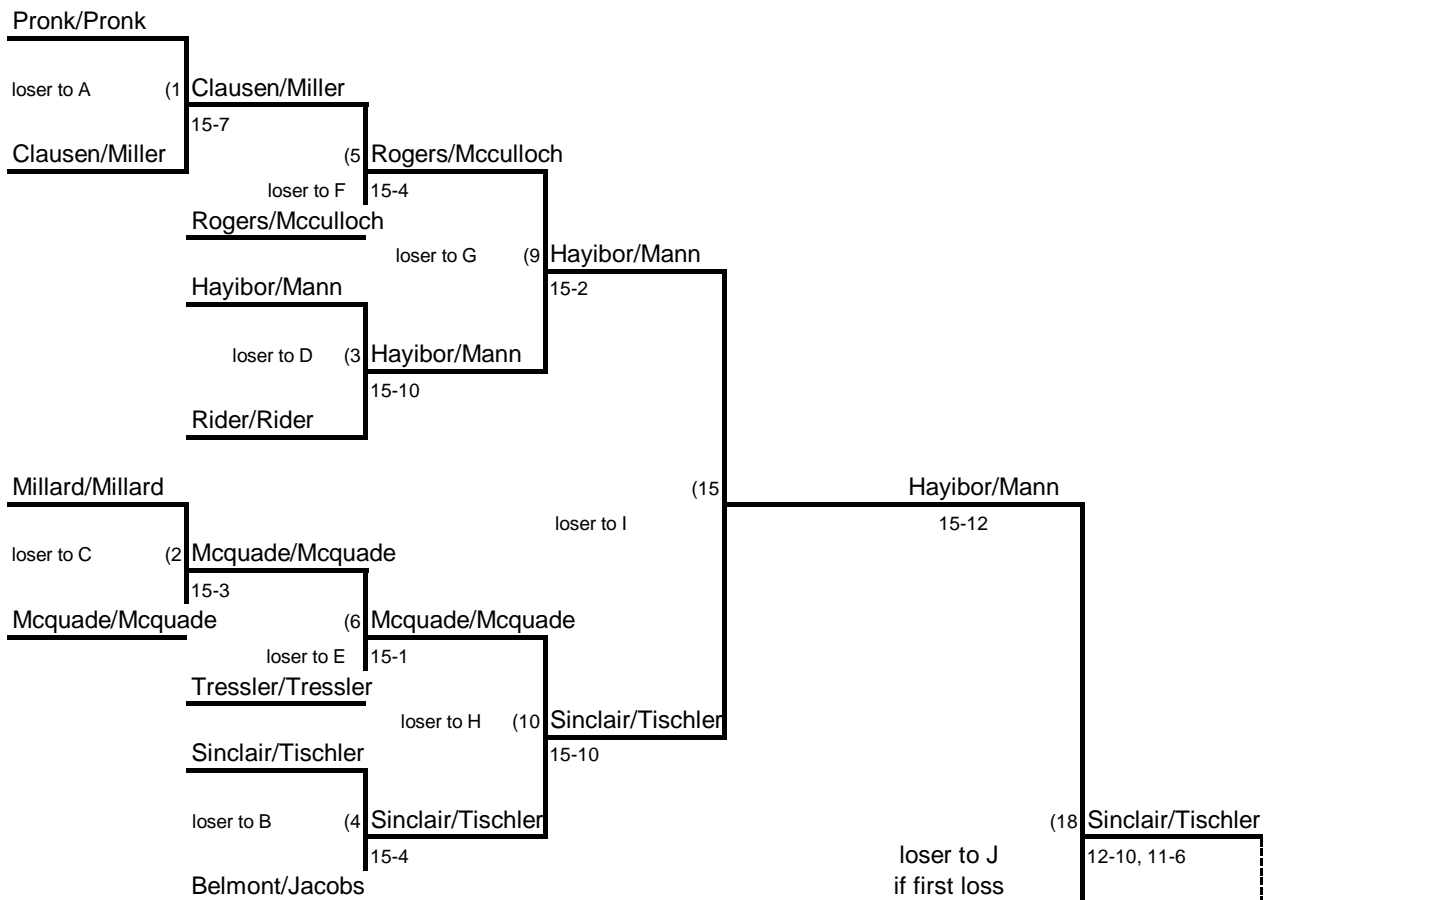 Pronk/Pronk
loser to A (1 Clausen/Miller
15-7
Clausen/Miller (5 Rogers/Mcculloch
loser to F 15-4
Rogers/Mcculloch
loser to G (9 Hayibor/Mann
Hayibor/Mann 15-2
loser to D (3 Hayibor/Mann
15-10
Rider/Rider
Millard/Millard (15 Hayibor/Mann
loser to I 15-12
loser to C (2 Mcquade/Mcquade
15-3
Mcquade/Mcquade (6 Mcquade/Mcquade
loser to E 15-1
Tressler/Tressler
loser to H (10 Sinclair/Tischler
Sinclair/Tischler 15-10
loser to B (4 Sinclair/Tischler (18 Sinclair/Tischler
15-4 loser to J 12-10, 11-6
Belmont/Jacobs if first loss